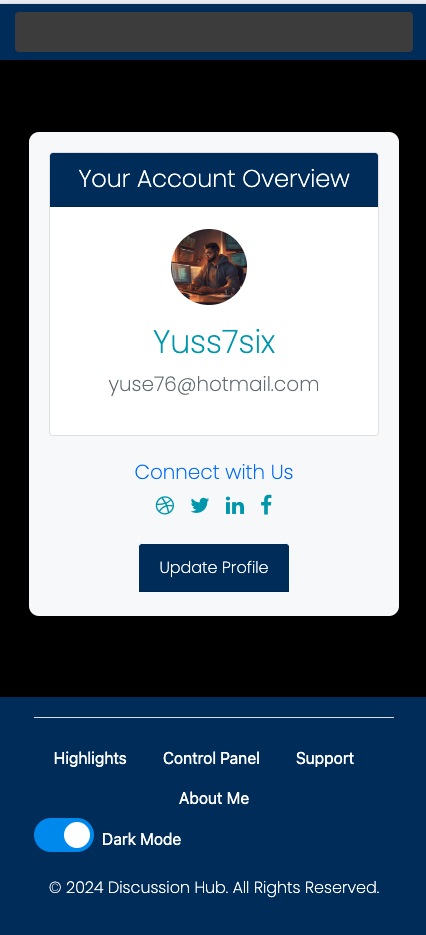 Your Account Overview
Yuss7six
yuse76@hotmail.com
Connect with Us
Update Profile
Highlights Control Panel Support
About Me
Dark Mode
© 2024 Discussion Hub. All Rights Reserved.